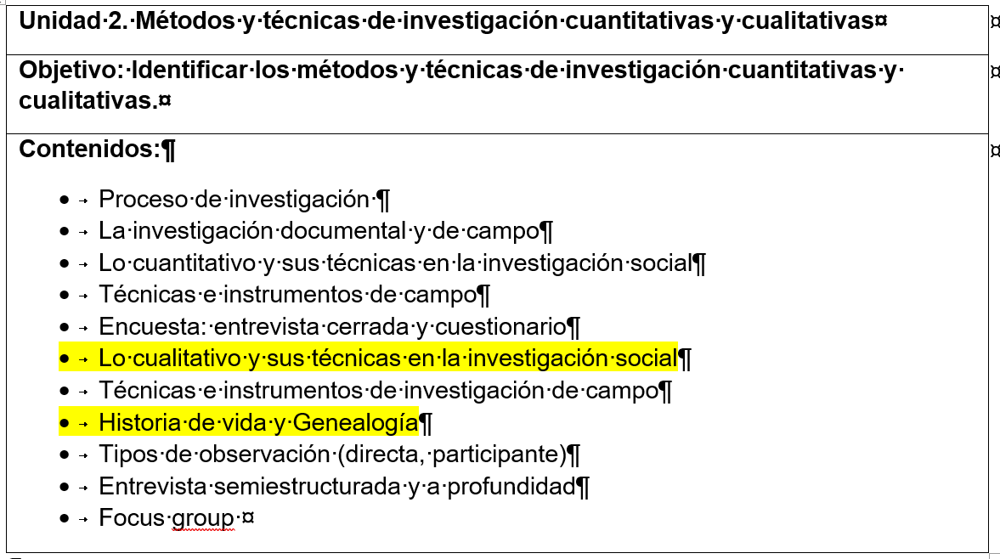 Unidad 2. Métodos y técnicas de investigación cuantitativas y cualitativas¤
Objetivo: Identificar los métodos y técnicas de investigación cuantitativas y
cualitativas.¤
Contenidos:¶
• → Proceso de investigación ¶
• → La investigación documental y de campo¶
• → Lo cuantitativo y sus técnicas en la investigación social¶
• → Técnicas e instrumentos de campo¶
• → Encuesta: entrevista cerrada y cuestionario¶
• → Lo cualitativo y sus técnicas en la investigación social¶
• → Técnicas e instrumentos de investigación de campo¶
• → Historia de vida y Genealogía¶
• → Tipos de observación (directa, participante)¶
• → Entrevista semiestructurada y a profundidad¶
• → Focus group ¤